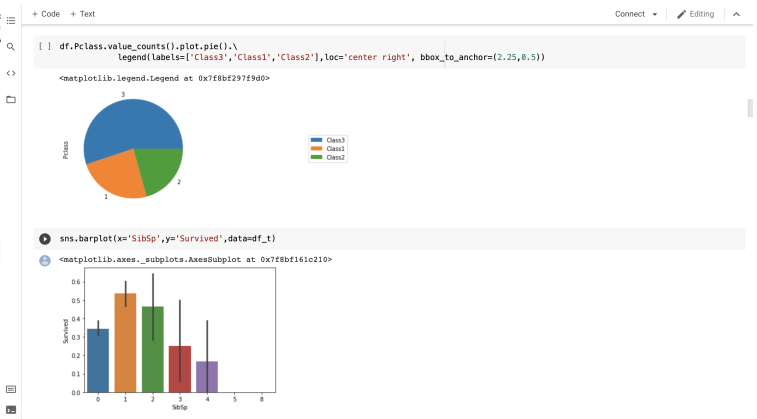 + Code + Text
Connect
Editing
[ ] df.Pclass.value_counts().plot.pie().\
legend(labels=['Class3','Class1','Class2'],loc='center right', bbox_to_anchor=(2.25,0.5))
<matplotlib.legend.Legend at 0x7f8bf297f9d0>
3
Pclass
1
2
Class3
Class1
Class2
sns.barplot(x='SibSp',y='Survived',data=df_t)
<matplotlib.axes._subplots.AxesSubplot at 0x7f8bf161c210>
Survived
0.6
0.5
0.4
0.3
0.2
0.1
0.0
0 1 2 3 4 5 8
SibSp